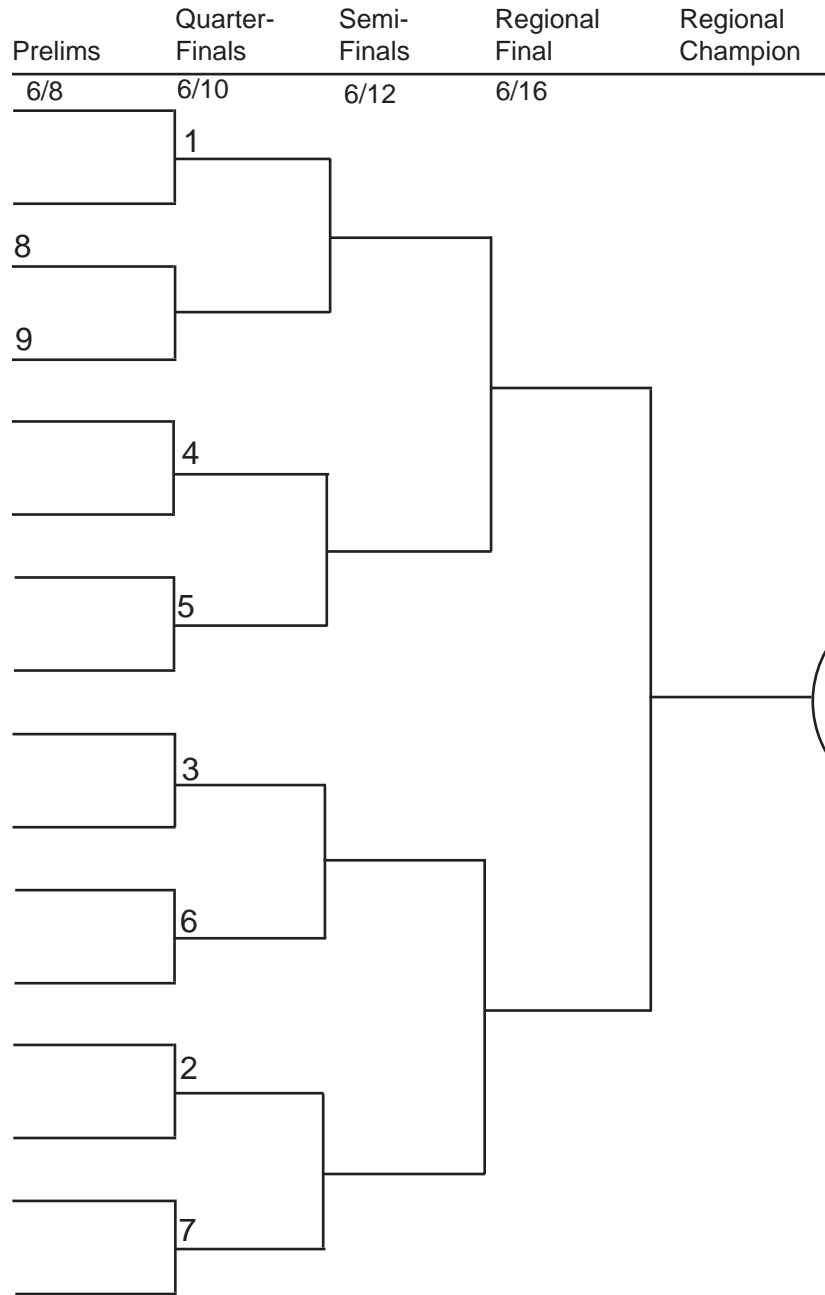 Prelims
Quarter-
Finals
Semi-
Finals
Regional
Final
Regional
Champion
6/8
6/10
6/12
6/16
1
8
9
4
5
3
6
2
7